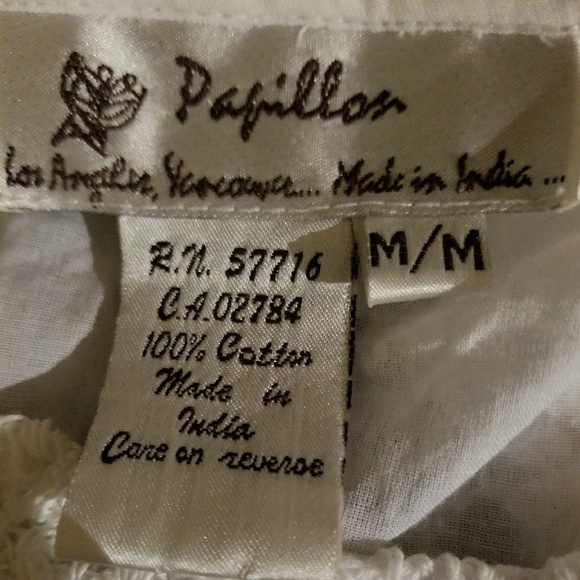 Papillon
Los Angeles, Vancouver.... Made in India ...
M/M
R.N. 57716
C.A. 02784
100% Cotton
Made in
India
Care on reverse